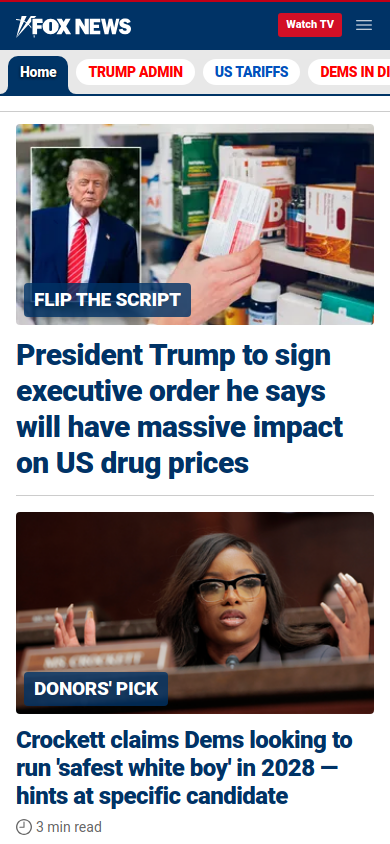 FOX NEWS
Watch TV
Home
TRUMP ADMIN
US TARIFFS
DEMS IN DI
B
FLIP THE SCRIPT
President Trump to sign
executive order he says
will have massive impact
on US drug prices
MS. CROCKETT
DONORS' PICK
Crockett claims Dems looking to
run 'safest white boy' in 2028 —
hints at specific candidate
3 min read